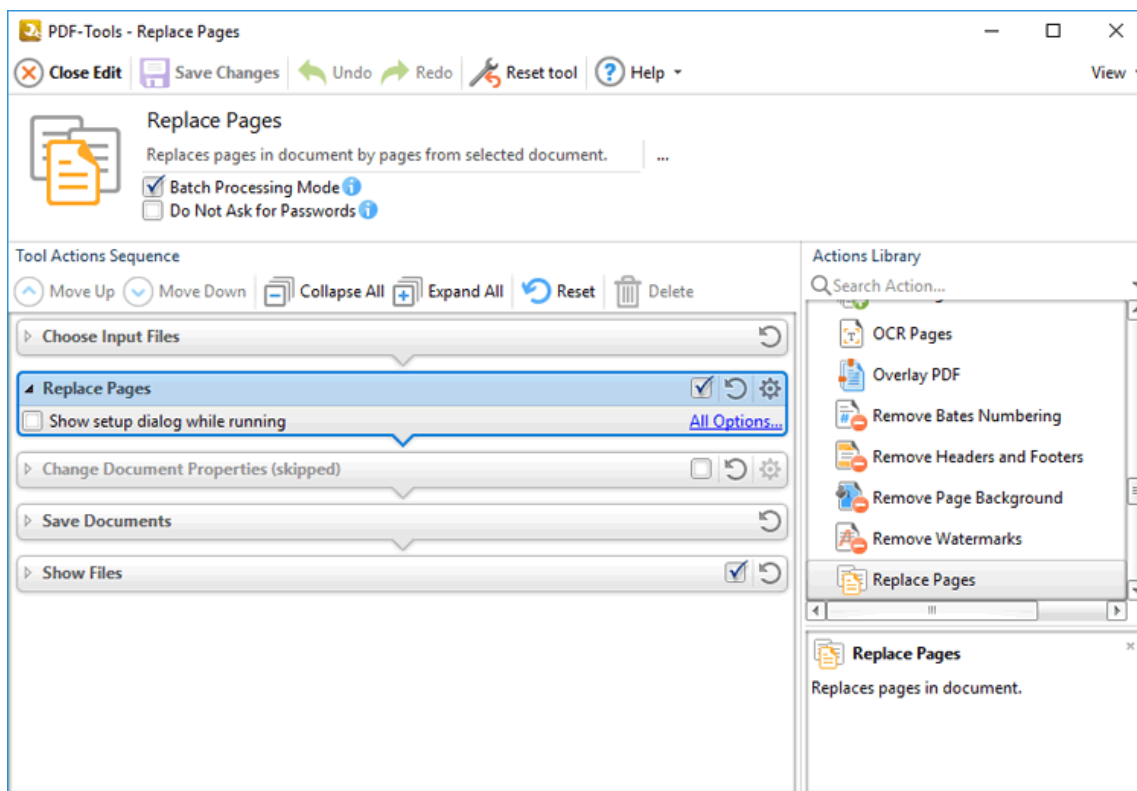 PDF-Tools - Replace Pages
Close Edit Save Changes Undo Redo Reset tool Help View
Replace Pages
Replaces pages in document by pages from selected document. ...
Batch Processing Mode
Do Not Ask for Passwords
Tool Actions Sequence
Move Up Move Down Collapse All Expand All Reset Delete
Choose Input Files
Replace Pages
Show setup dialog while running All Options...
Change Document Properties (skipped)
Save Documents
Show Files
Actions Library
Search Action...
OCR Pages
Overlay PDF
Remove Bates Numbering
Remove Headers and Footers
Remove Page Background
Remove Watermarks
Replace Pages
Replace Pages
Replaces pages in document.